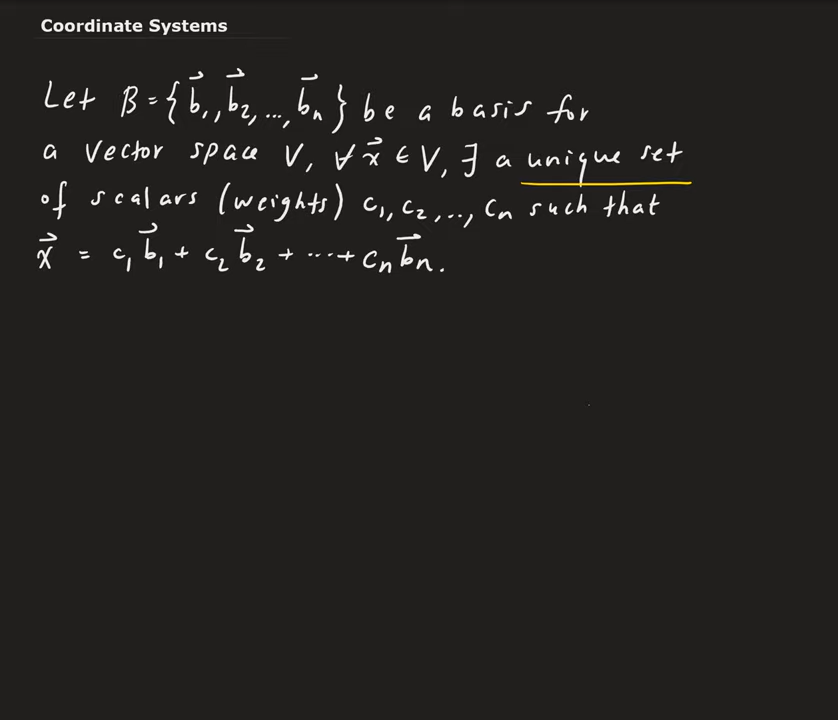 Coordinate Systems
Let B = {b⃗₁, b⃗₂, ..., b⃗ₙ} be a basis for
a vector space V, ∀ x⃗ ∈ V, ∃ a unique set
of scalars (weights) c₁, c₂, .., cₙ such that
x⃗ = c₁b⃗₁ + c₂b⃗₂ + ... + cₙb⃗ₙ.